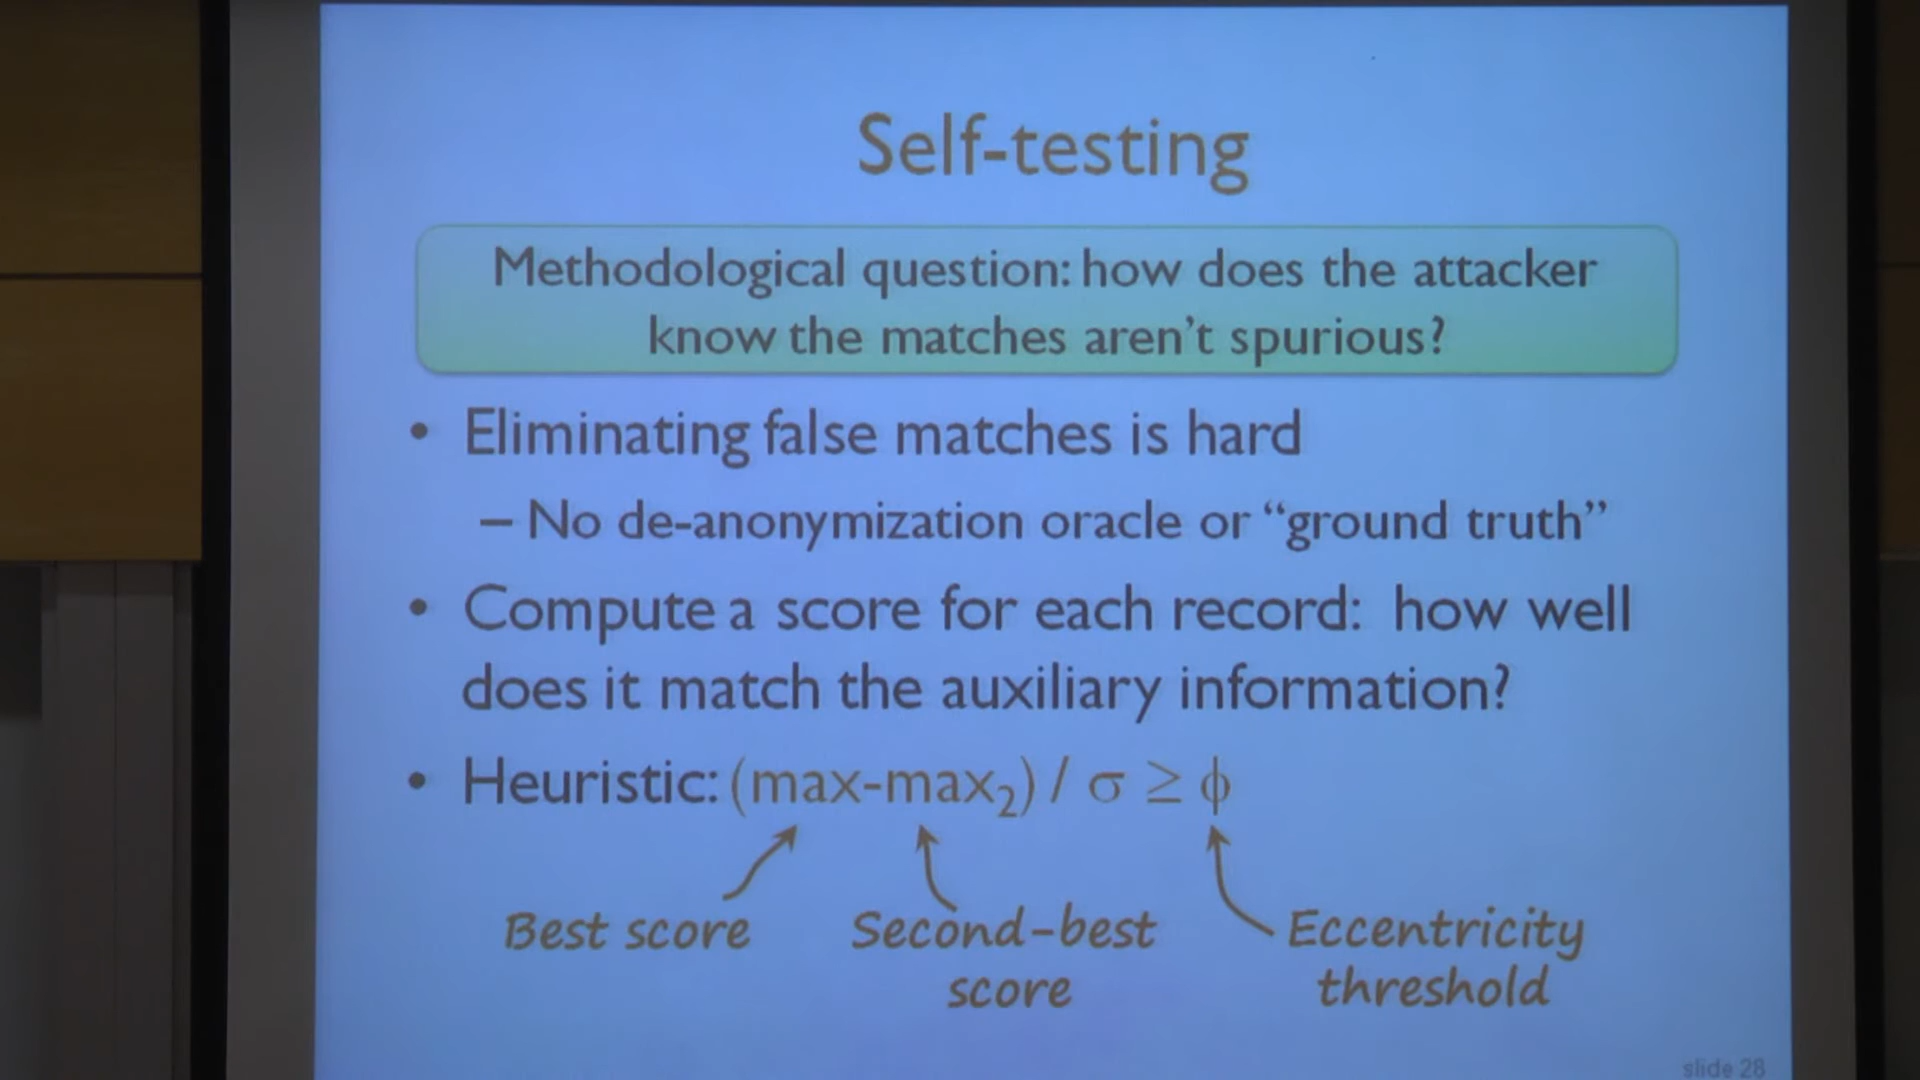 Self-testing
Methodological question: how does the attacker
know the matches aren't spurious?
• Eliminating false matches is hard
– No de-anonymization oracle or “ground truth”
• Compute a score for each record: how well
does it match the auxiliary information?
• Heuristic: (max-max₂) / σ ≥ ϕ
Best score
Second-best
score
Eccentricity
threshold
slide 28